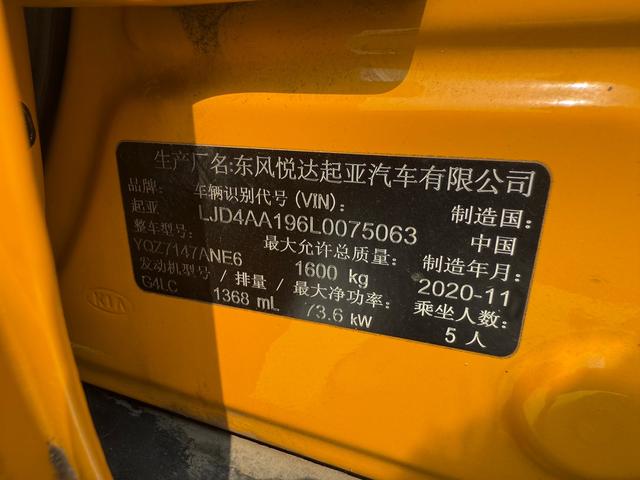 生产厂名:东风悦达起亚汽车有限公司
品牌: 车辆识别代号(VIN): 制造国:
起亚 LJD4AA196L0075063 中国
整车型号: 最大允许总质量: 制造年月:
YQZ7147ANE6 1600 kg 2020-11
发动机型号 / 排量 / 最大净功率: 乘坐人数:
G4LC 1368 mL 73.6 kW 5 人
KIA